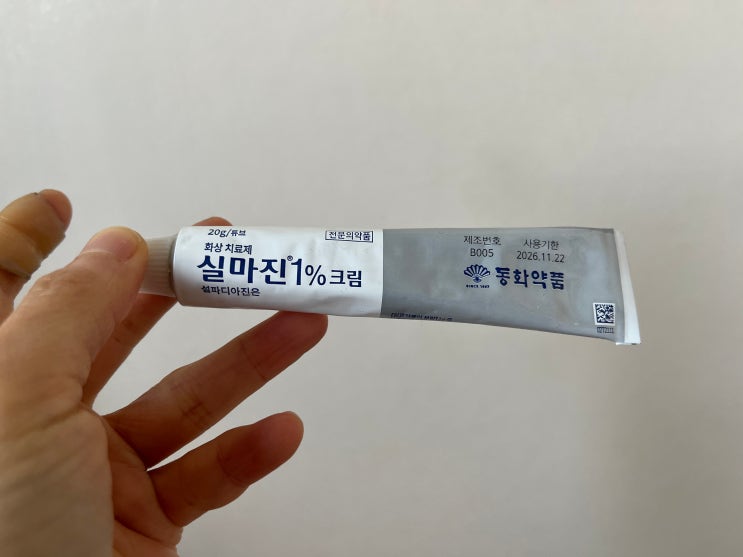 20g/튜브
전문의약품
화상 치료제
실마진®1%크림
설파디아진은
제조번호
B005
사용기한
2026.11.22
동화약품
SINCE 1897